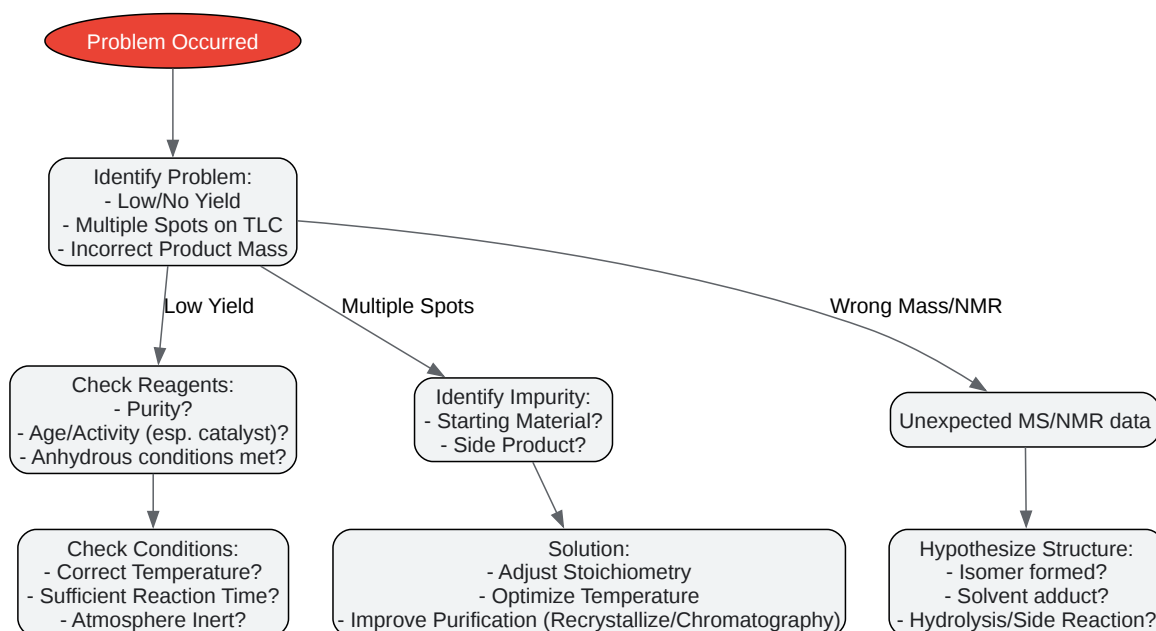 Problem Occurred
Identify Problem:
- Low/No Yield
- Multiple Spots on TLC
- Incorrect Product Mass
Low Yield
Multiple Spots
Wrong Mass/NMR
Check Reagents:
- Purity?
- Age/Activity (esp. catalyst)?
- Anhydrous conditions met?
Identify Impurity:
- Starting Material?
- Side Product?
Unexpected MS/NMR data
Check Conditions:
- Correct Temperature?
- Sufficient Reaction Time?
- Atmosphere Inert?
Solution:
- Adjust Stoichiometry
- Optimize Temperature
- Improve Purification (Recrystallize/Chromatography)
Hypothesize Structure:
- Isomer formed?
- Solvent adduct?
- Hydrolysis/Side Reaction?